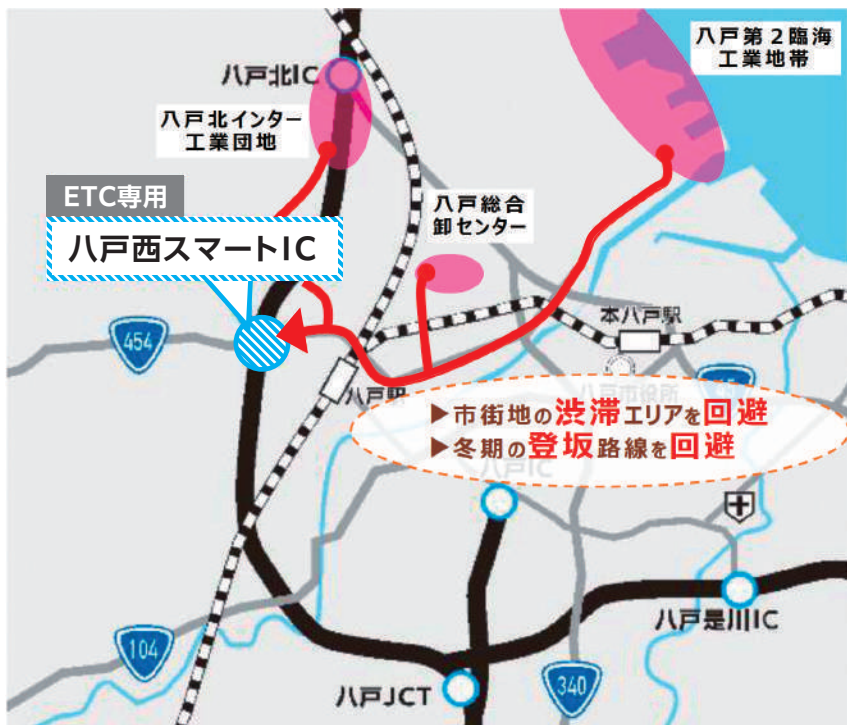 八戸第2臨海
工業地帯
八戸北IC
八戸北インター
工業団地
ETC専用
八戸西スマートIC
八戸総合
卸センター
本八戸駅
454
八戸駅
八戸市役所
▶市街地の渋滞エリアを回避
▶冬期の登坂路線を回避
八戸IC
八戸是川IC
104
八戸JCT
340